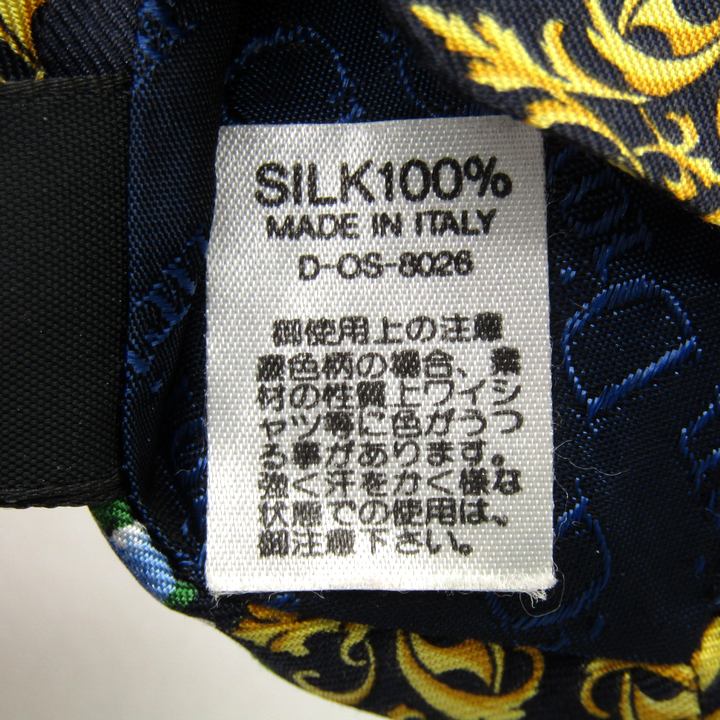 SILK100%
MADE IN ITALY
D-OS-8026
御使用上の注意
濃色柄の場合、素
材の性質上ワイシ
ャツ等に色がうつ
る事があります。
強く汗をかく様な
状態での使用は、
御注意下さい。